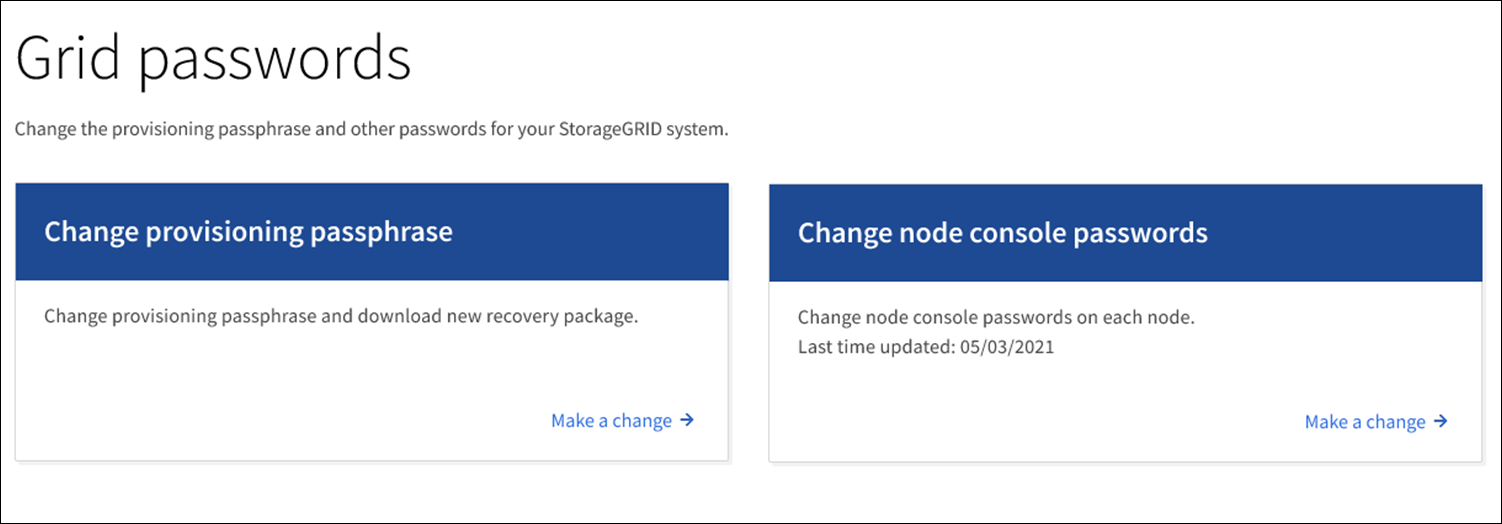 Grid passwords
Change the provisioning passphrase and other passwords for your StorageGRID system.
Change provisioning passphrase
Change provisioning passphrase and download new recovery package.
Make a change
Change node console passwords
Change node console passwords on each node.
Last time updated: 05/03/2021
Make a change